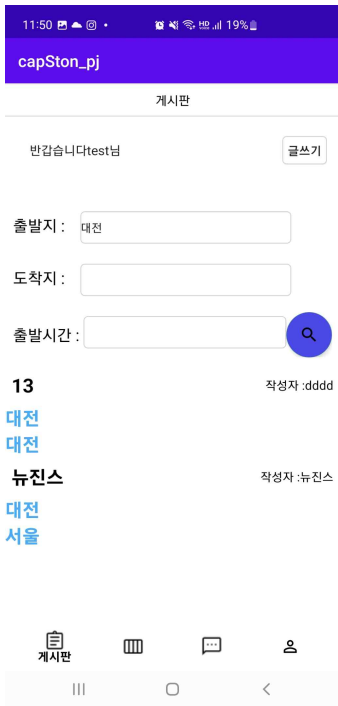 11:50 19%
capSton_pj
게시판
반갑습니다test님 글쓰기
출발지 : 대전
도착지 :
출발시간 :
13 작성자 :dddd
대전
대전
뉴진스 작성자 :뉴진스
대전
서울
게시판